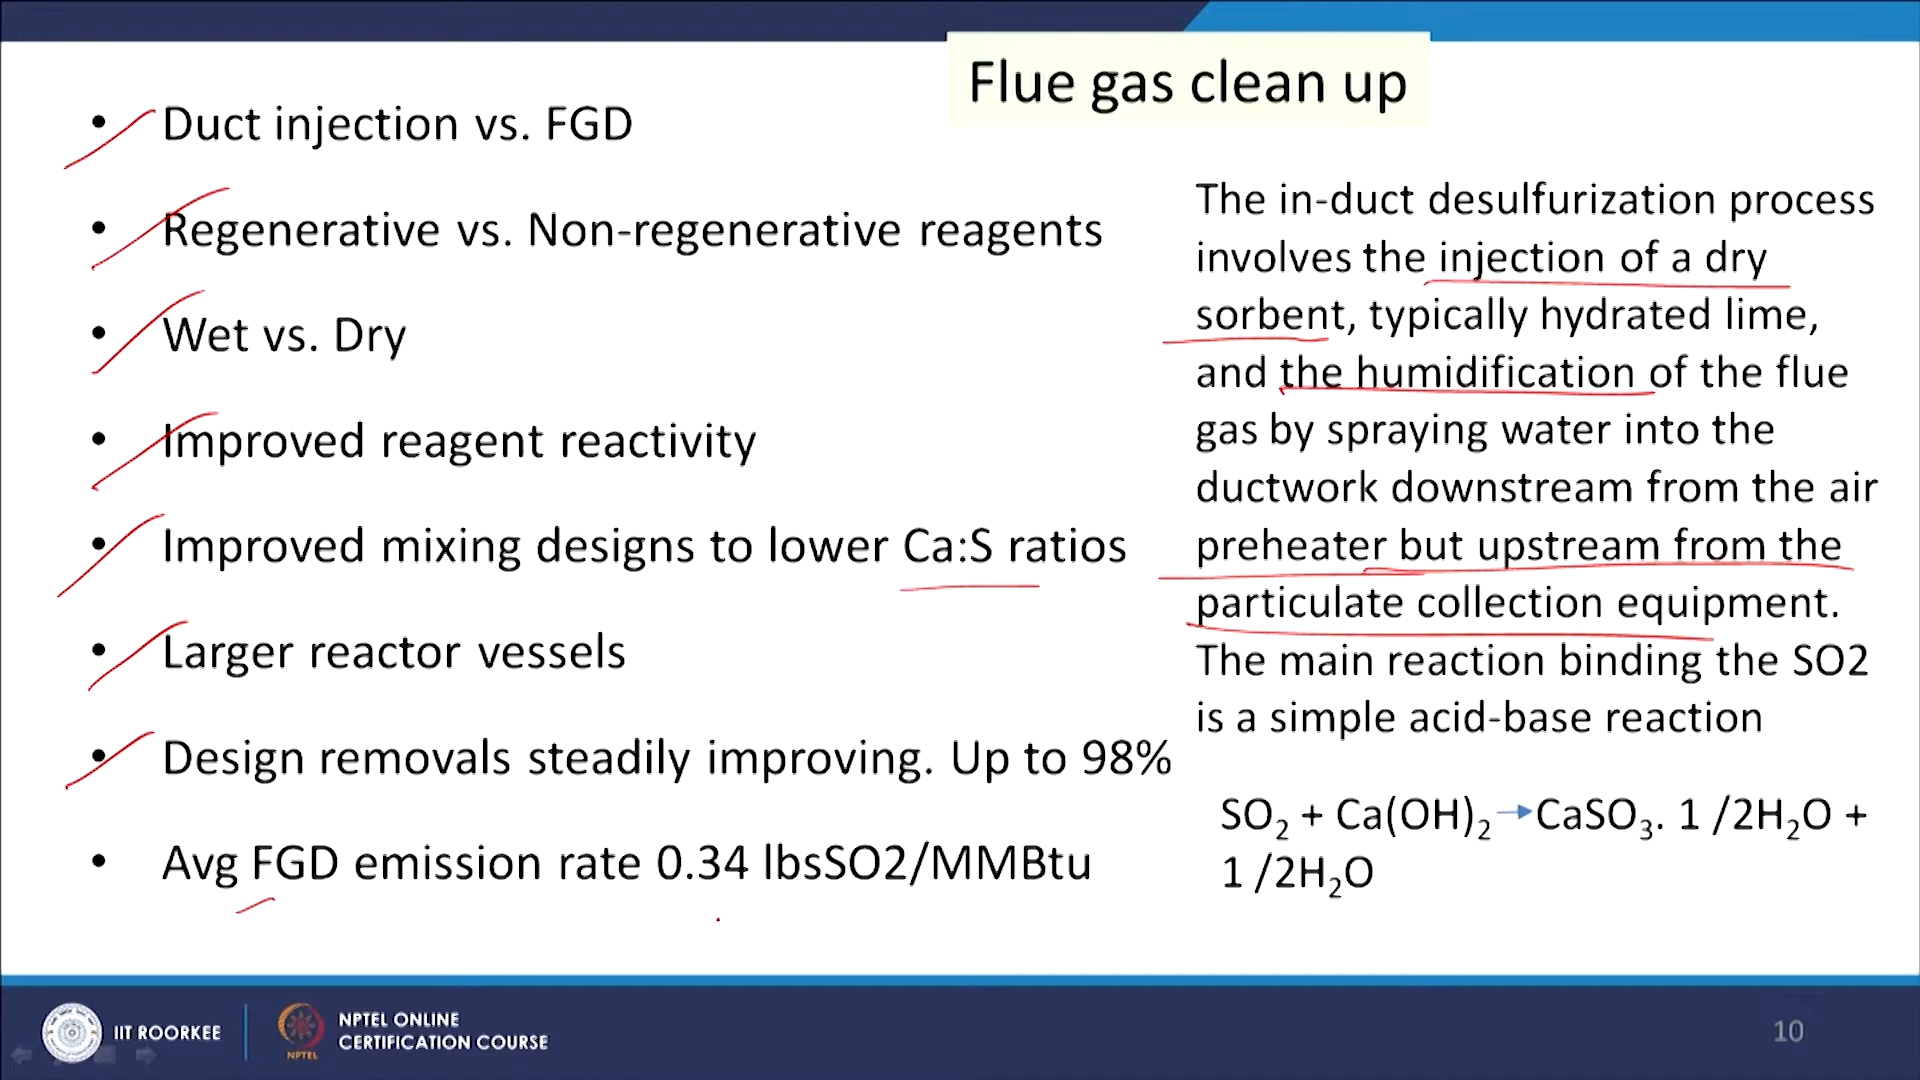 Flue gas clean up
• Duct injection vs. FGD
• Regenerative vs. Non-regenerative reagents
• Wet vs. Dry
• Improved reagent reactivity
• Improved mixing designs to lower Ca:S ratios
• Larger reactor vessels
• Design removals steadily improving. Up to 98%
• Avg FGD emission rate 0.34 lbsSO2/MMBtu
The in-duct desulfurization process
involves the injection of a dry
sorbent, typically hydrated lime,
and the humidification of the flue
gas by spraying water into the
ductwork downstream from the air
preheater but upstream from the
particulate collection equipment.
The main reaction binding the SO2
is a simple acid-base reaction
SO₂ + Ca(OH)₂ → CaSO₃. 1 /2H₂O +
1 /2H₂O
IIT ROORKEE
NPTEL
NPTEL ONLINE
CERTIFICATION COURSE
10